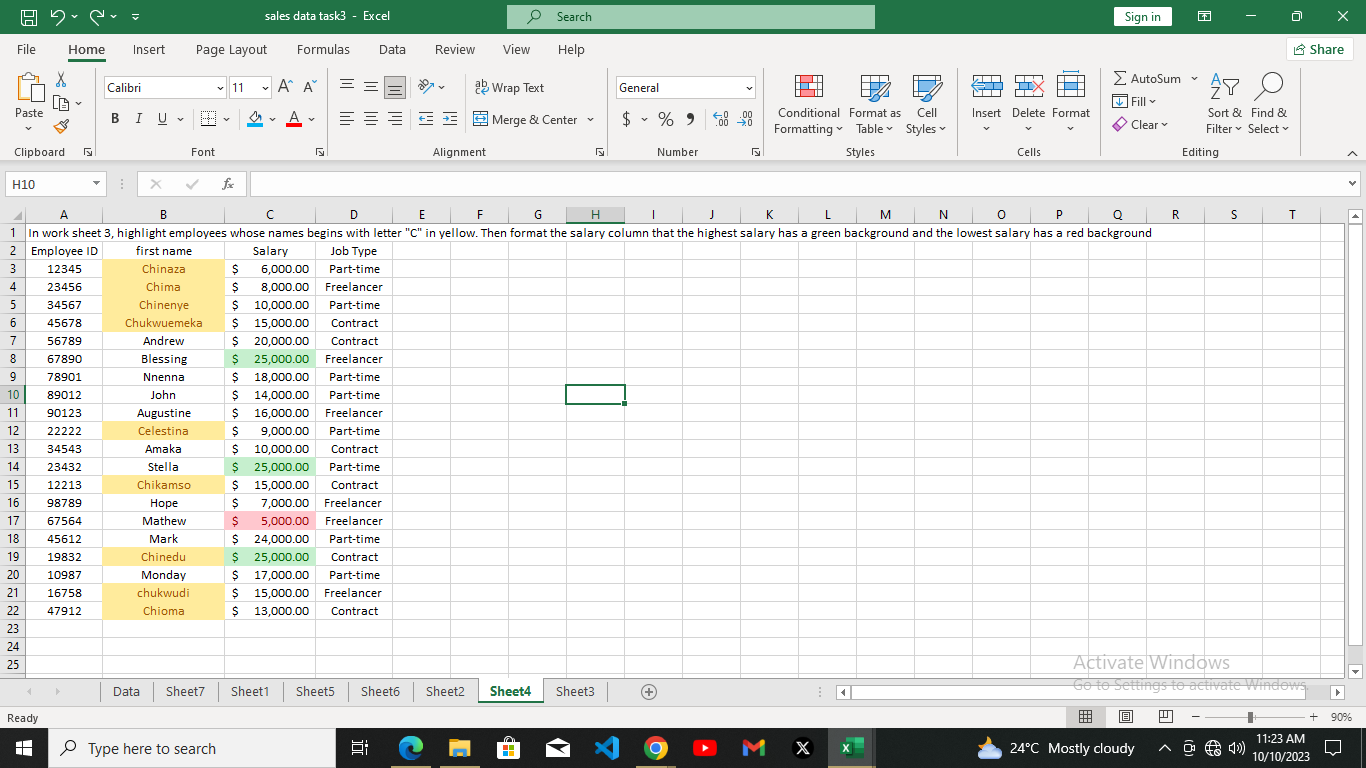 sales data task3 - Excel
Search
Sign in
File Home Insert Page Layout Formulas Data Review View Help
Share
Paste
Clipboard
Calibri 11
B I U A
Font
Wrap Text
Merge & Center
Alignment
General
$ % 9
Number
Conditional Formatting
Format as Table
Cell Styles
Styles
Insert Delete Format
Cells
AutoSum
Fill
Clear
Sort & Filter
Find & Select
Editing
H10
fx
A B C D E F G H I J K L M N O P Q R S T
1 In work sheet 3, highlight employees whose names begins with letter "C" in yellow. Then format the salary column that the highest salary has a green background and the lowest salary has a red background
2 Employee ID first name Salary Job Type
3 12345 Chinaza $ 6,000.00 Part-time
4 23456 Chima $ 8,000.00 Freelancer
5 34567 Chinenye $ 10,000.00 Part-time
6 45678 Chukwuemeka $ 15,000.00 Contract
7 56789 Andrew $ 20,000.00 Contract
8 67890 Blessing $ 25,000.00 Freelancer
9 78901 Nnenna $ 18,000.00 Part-time
10 89012 John $ 14,000.00 Part-time
11 90123 Augustine $ 16,000.00 Freelancer
12 22222 Celestina $ 9,000.00 Part-time
13 34543 Amaka $ 10,000.00 Contract
14 23432 Stella $ 25,000.00 Part-time
15 12213 Chikamso $ 15,000.00 Contract
16 98789 Hope $ 7,000.00 Freelancer
17 67564 Mathew $ 5,000.00 Freelancer
18 45612 Mark $ 24,000.00 Part-time
19 19832 Chinedu $ 25,000.00 Contract
20 10987 Monday $ 17,000.00 Part-time
21 16758 chukwudi $ 15,000.00 Freelancer
22 47912 Chioma $ 13,000.00 Contract
23
24
25
Activate Windows
Go to Settings to activate Windows.
Data Sheet7 Sheet1 Sheet5 Sheet6 Sheet2 Sheet4 Sheet3
Ready
90%
Type here to search
24°C Mostly cloudy
11:23 AM
10/10/2023